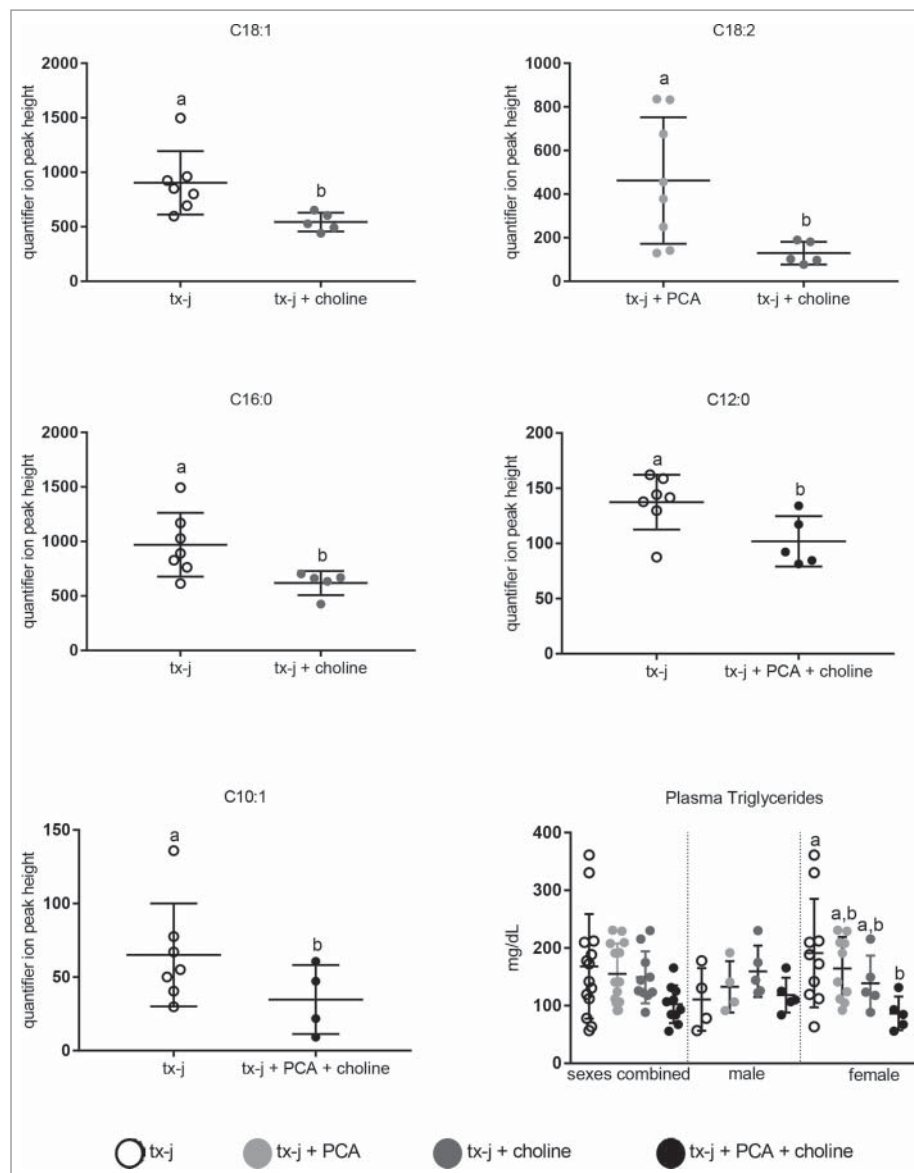 C18:1
quantifier ion peak height
2000
1500
1000
500
0
a
b
tx-j
tx-j + choline
C18:2
quantifier ion peak height
1000
800
600
400
200
0
a
b
tx-j + PCA
tx-j + choline
C16:0
quantifier ion peak height
2000
1500
1000
500
0
a
b
tx-j
tx-j + choline
C12:0
quantifier ion peak height
200
150
100
50
0
a
b
tx-j
tx-j + PCA + choline
C10:1
quantifier ion peak height
150
100
50
0
a
b
tx-j
tx-j + PCA + choline
Plasma Triglycerides
mg/dL
400
300
200
100
0
a
a,b
a,b
b
sexes combined
male
female
tx-j
tx-j + PCA
tx-j + choline
tx-j + PCA + choline